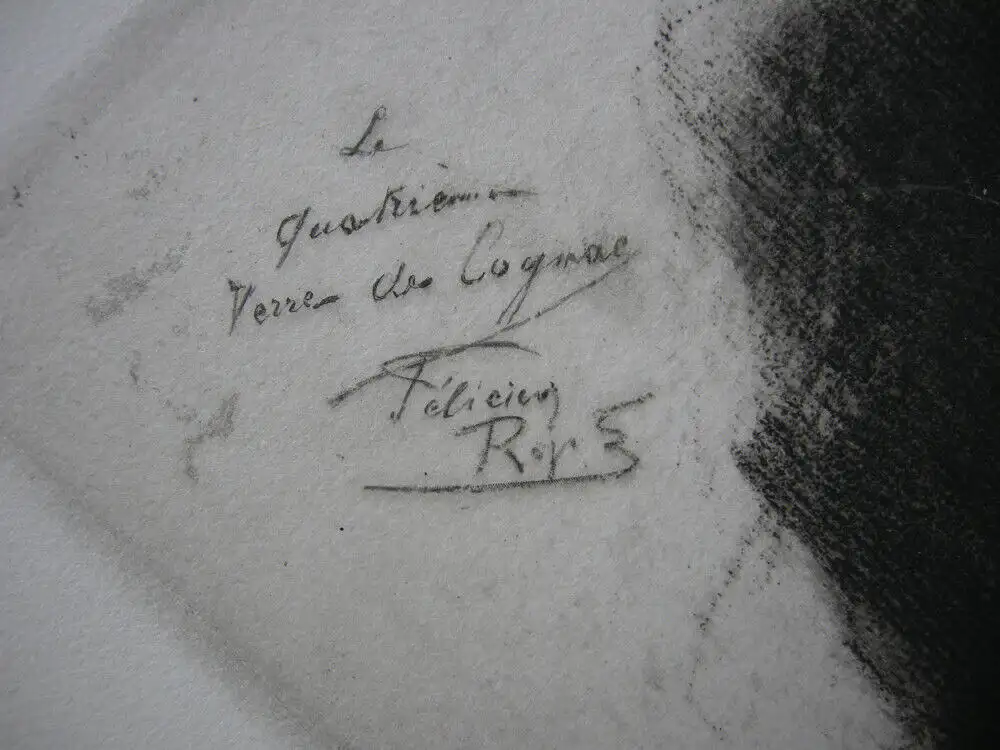 Le
Quatrième
Verre de Cognac
Félicien
Rops